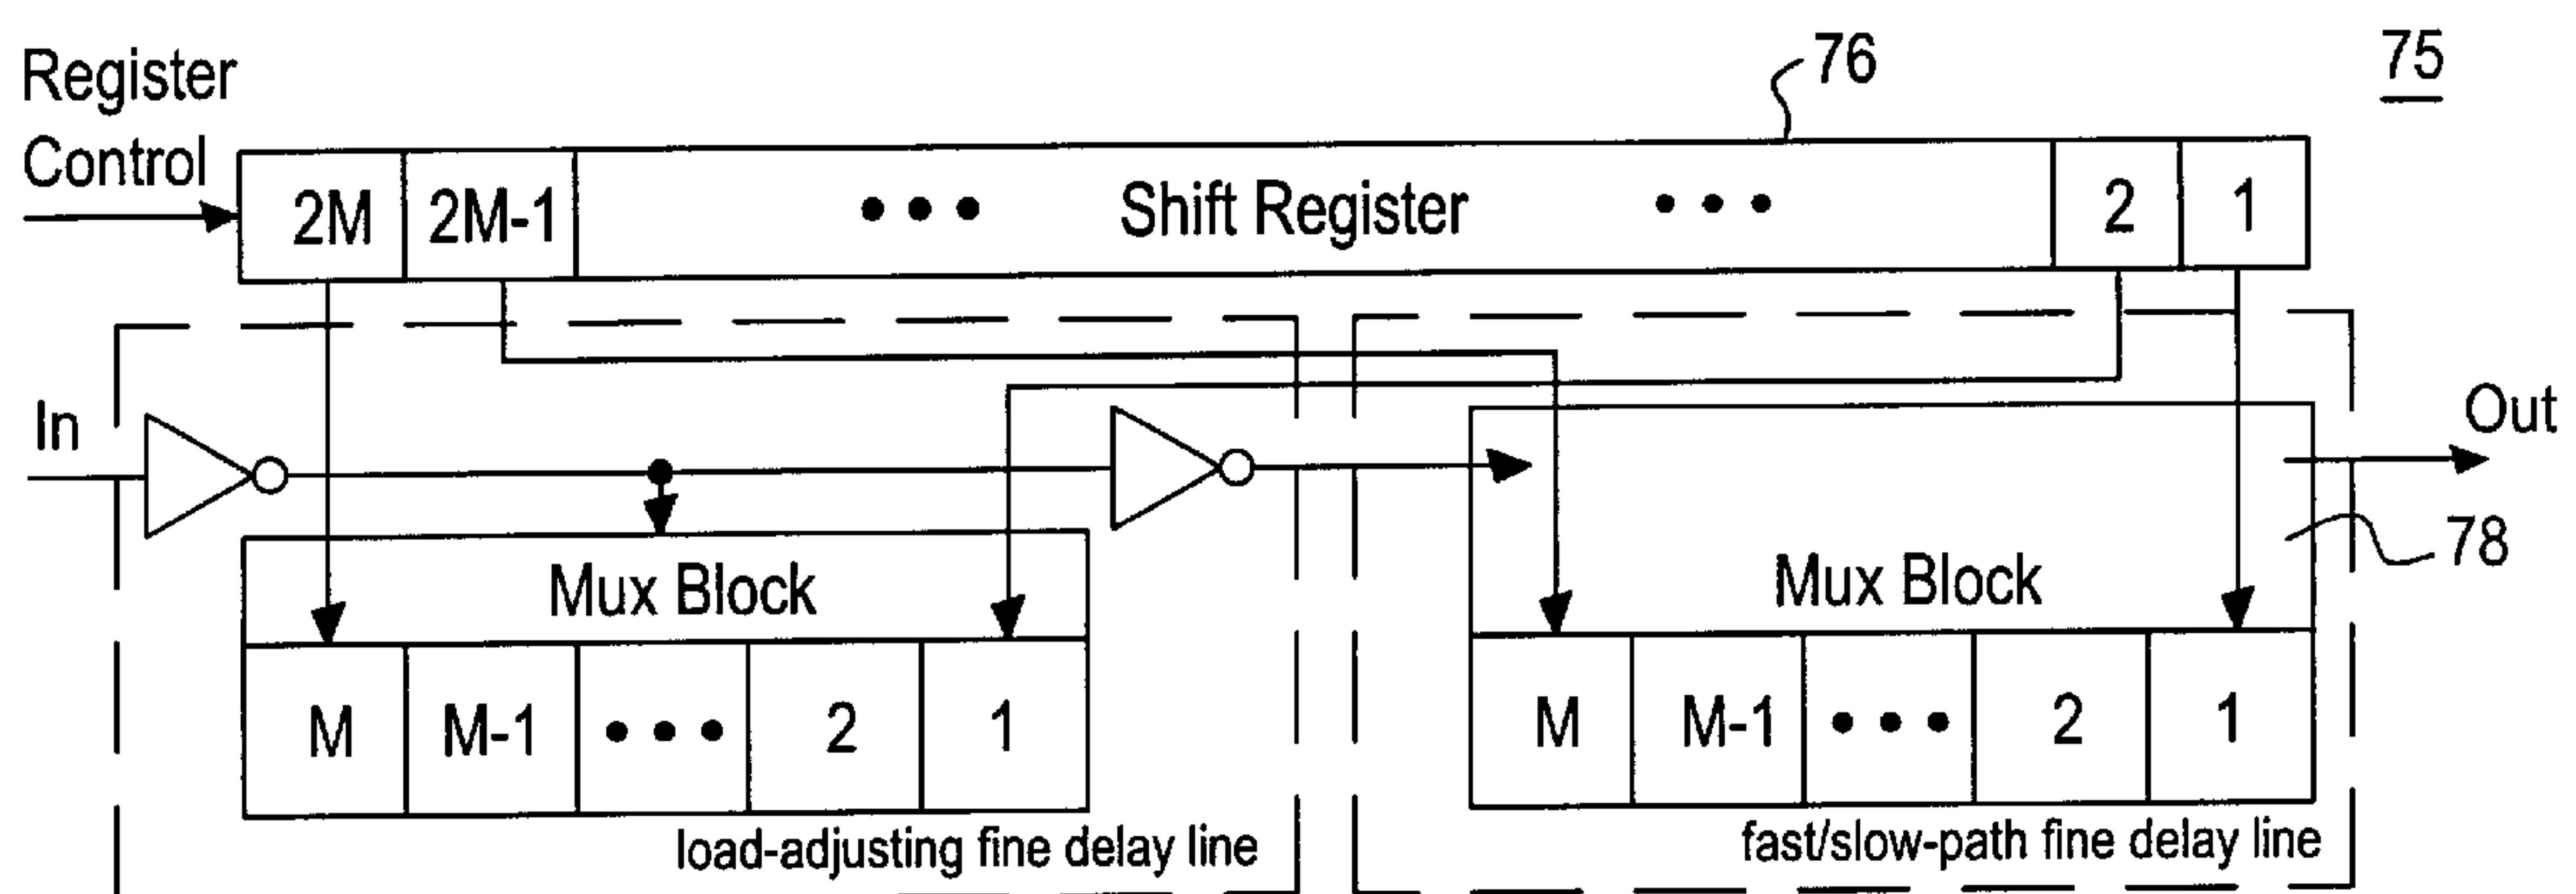 76
75
Register
Control
2M 2M-1 • • • Shift Register • • • 2 1
In
Out
78
Mux Block
Mux Block
M M-1 • • • 2 1
M M-1 • • • 2 1
load-adjusting fine delay line
fast/slow-path fine delay line